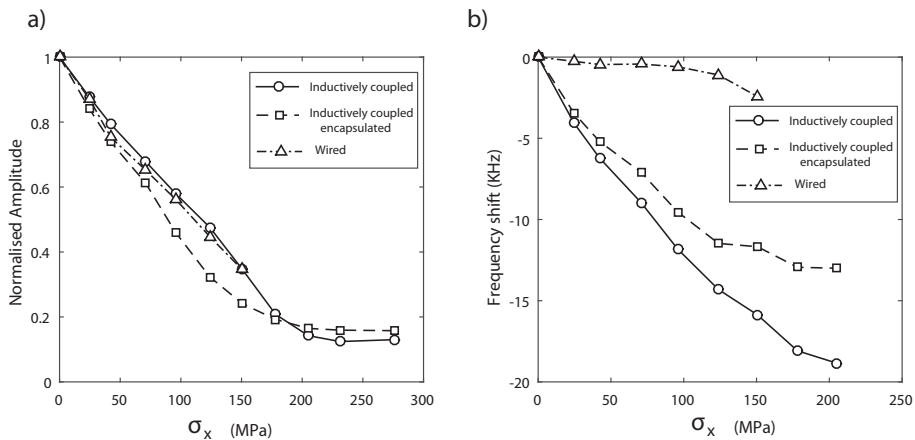 a)
1
0.8
0.6
0.4
0.2
0
0 50 100 150 200 250 300
Normalised Amplitude
σx (MPa)
Inductively coupled
Inductively coupled
encapsulated
Wired
b)
0
-5
-10
-15
-20
0 50 100 150 200 250
Frequency shift (KHz)
σx (MPa)
Inductively coupled
Inductively coupled
encapsulated
Wired